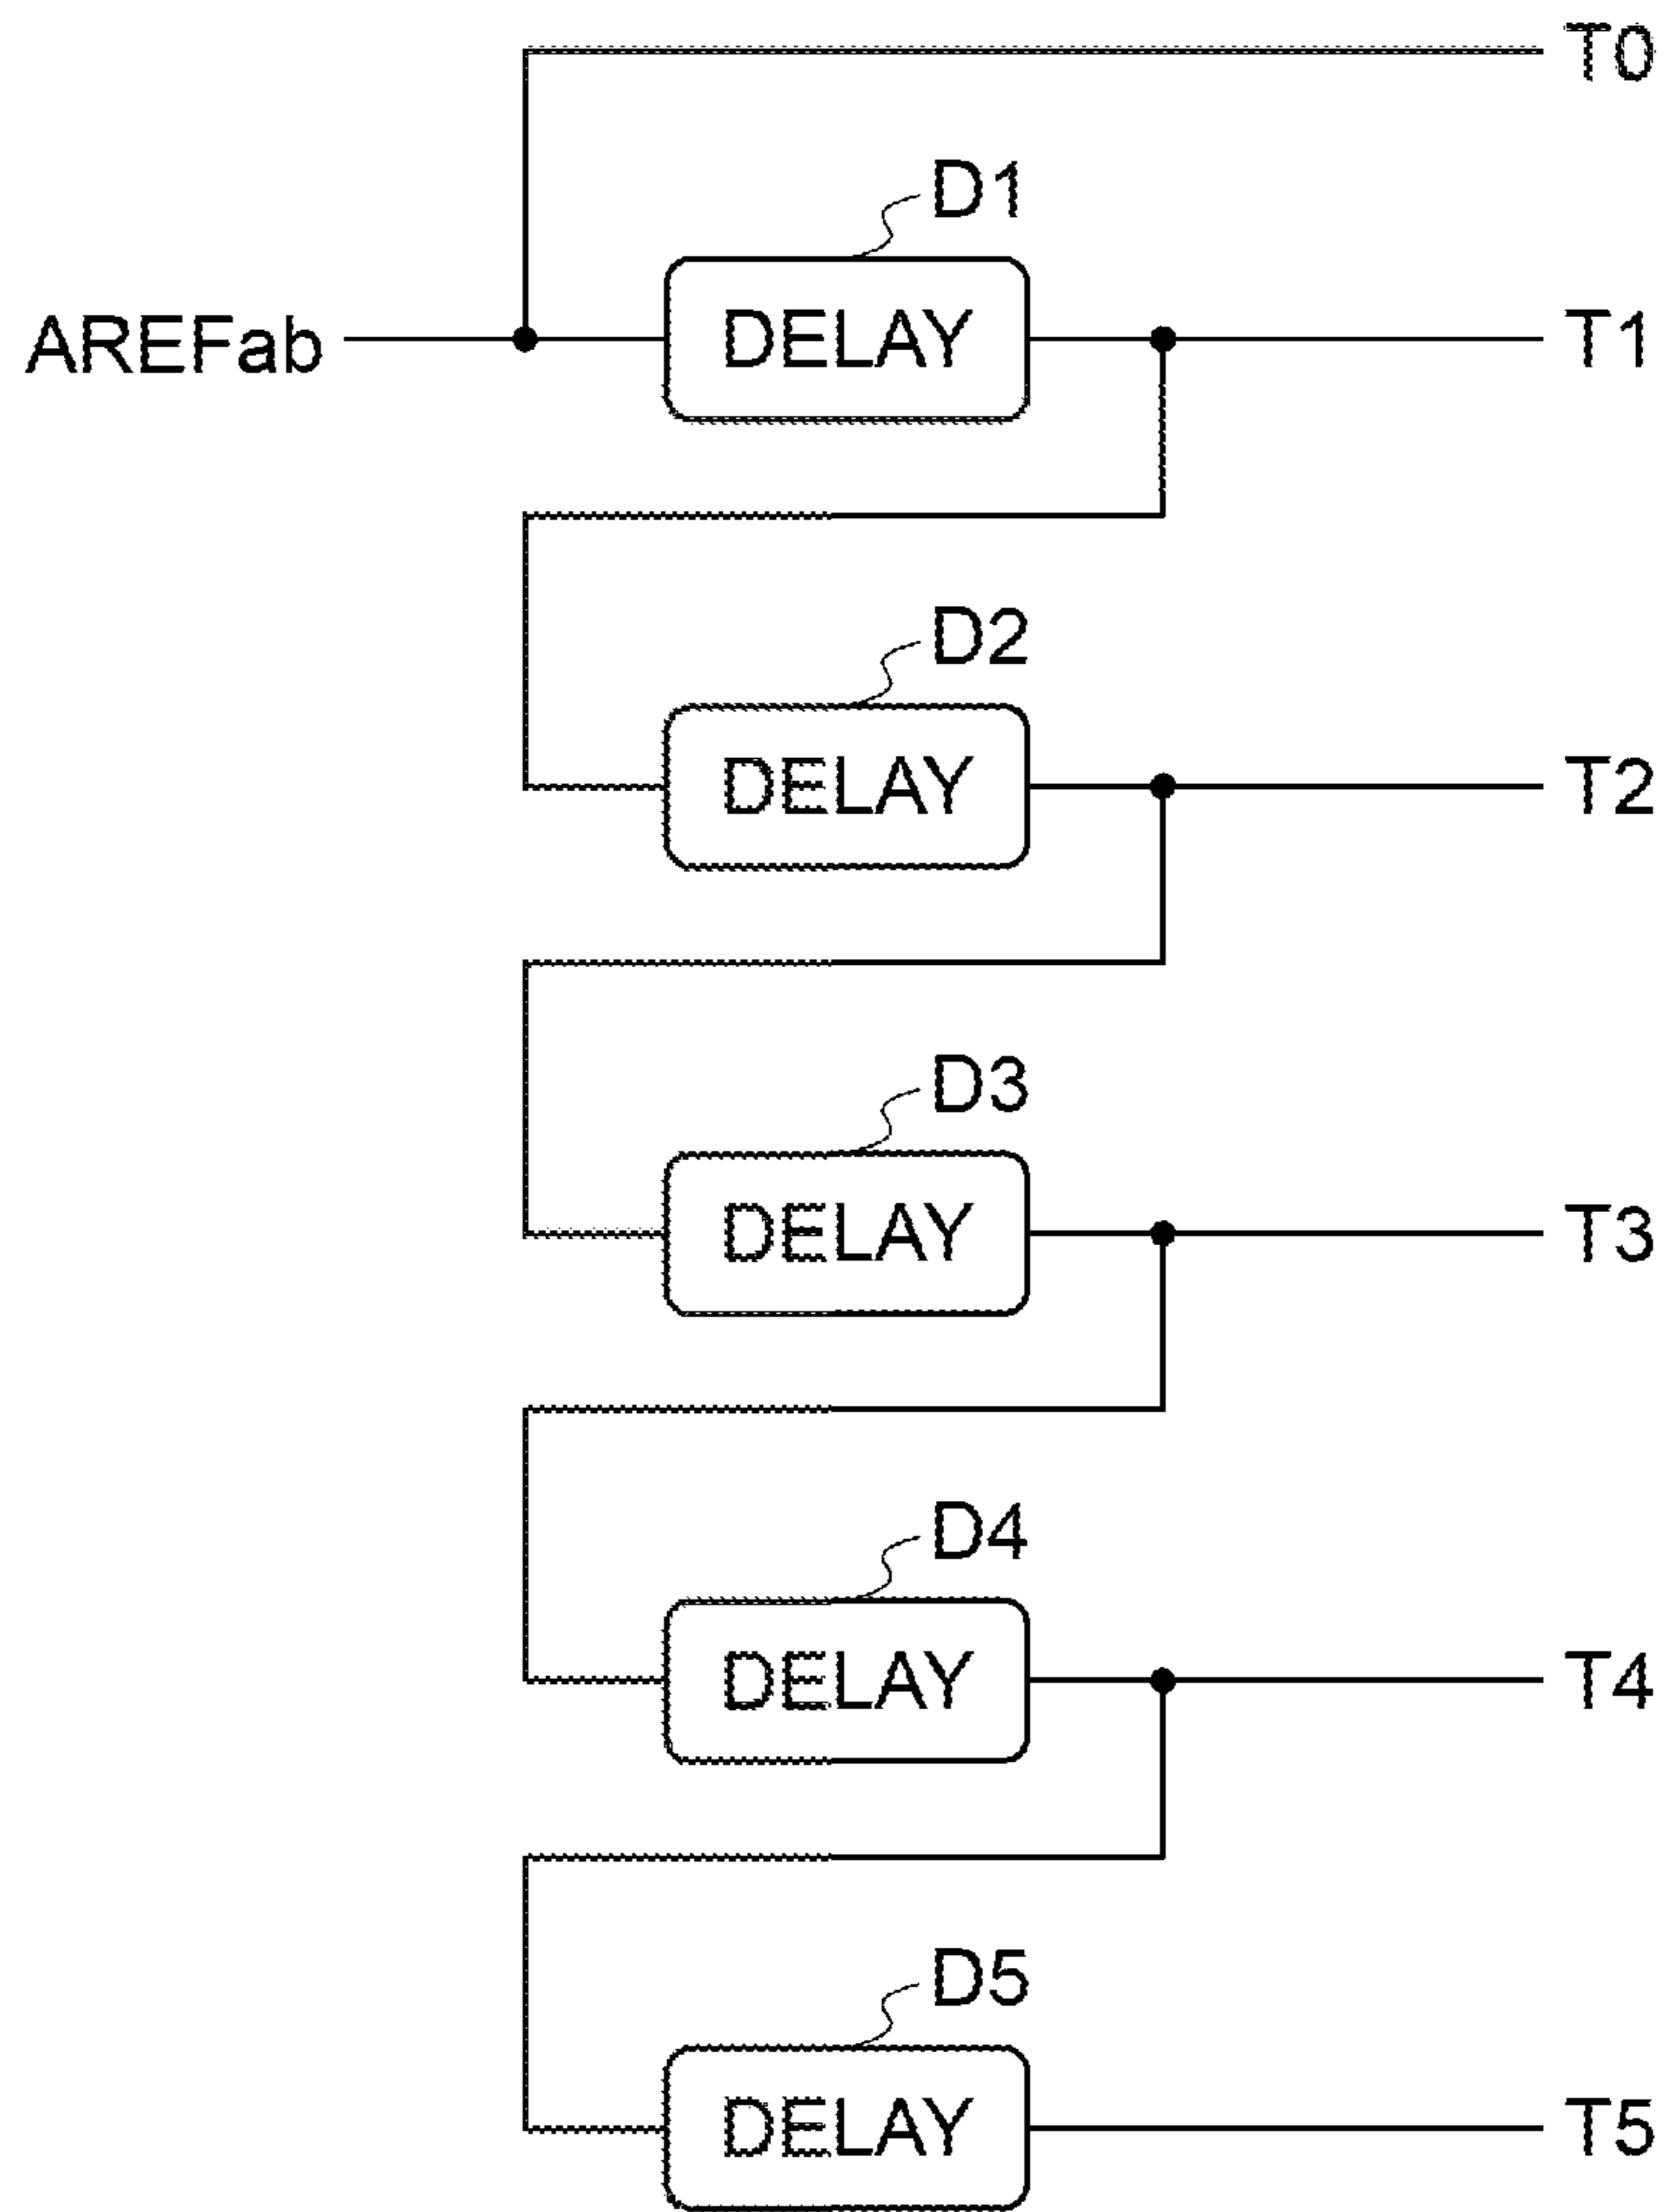 T0
D1
AREFab DELAY T1
D2
DELAY T2
D3
DELAY T3
D4
DELAY T4
D5
DELAY T5